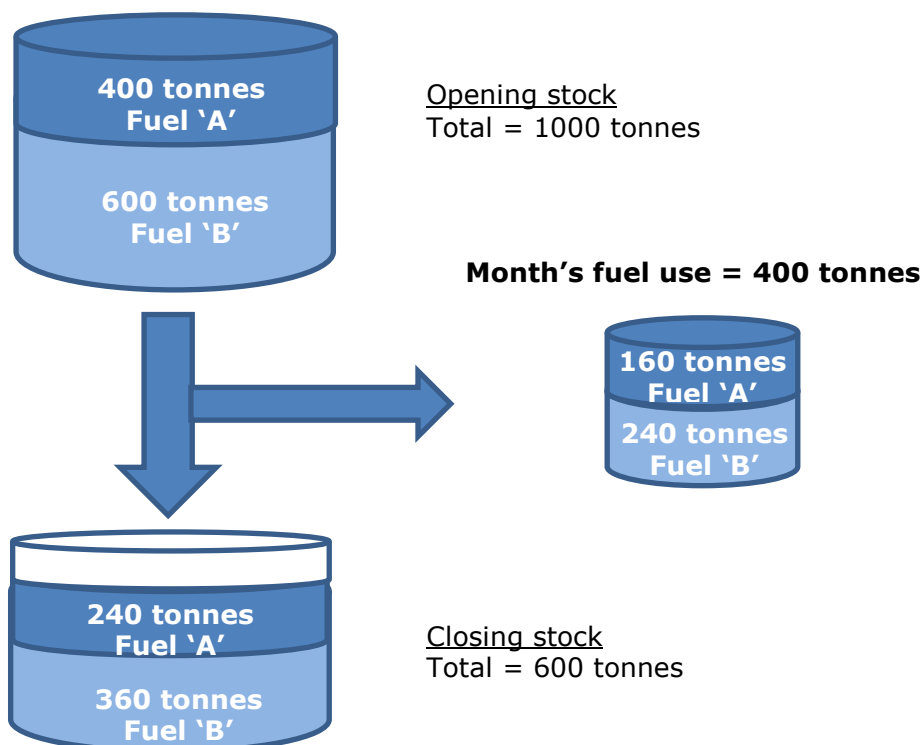 400 tonnes
Fuel ‘A’
600 tonnes
Fuel ‘B’
Opening stock
Total = 1000 tonnes
Month’s fuel use = 400 tonnes
160 tonnes
Fuel ‘A’
240 tonnes
Fuel ‘B’
240 tonnes
Fuel ‘A’
360 tonnes
Fuel ‘B’
Closing stock
Total = 600 tonnes